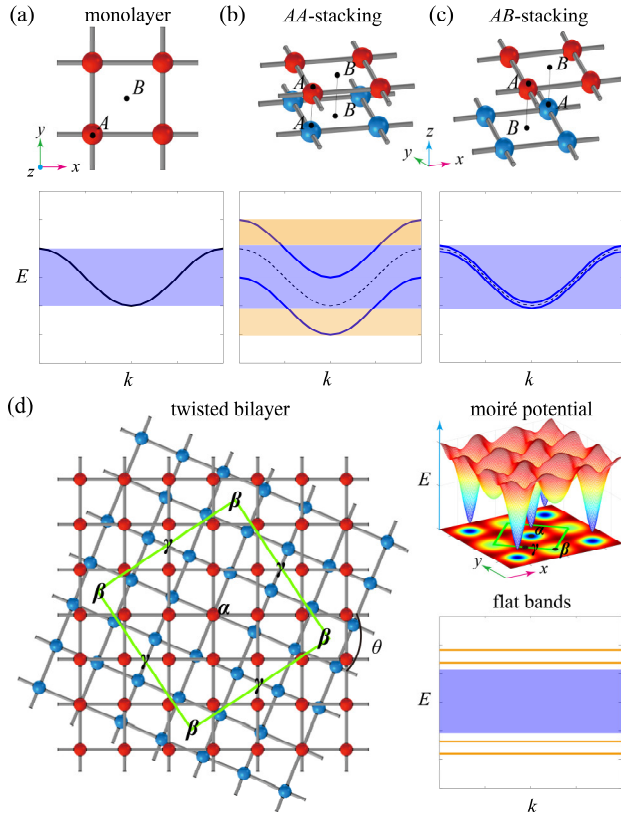 (a) monolayer
(b) AA-stacking
(c) AB-stacking
B
A
y
z
x
A
B
A
B
A
A
B
B
z
y
x
E
k
k
k
(d) twisted bilayer
moiré potential
β
γ
γ
β
α
β
θ
γ
γ
β
E
α
γ
β
y
x
flat bands
E
k